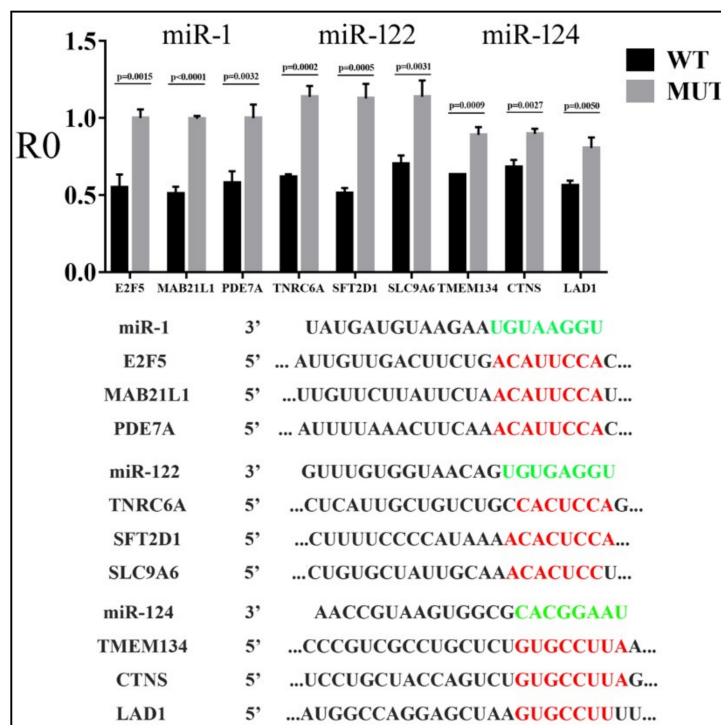 miR-1 miR-122 miR-124
WT
MUT
p=0.0015 p<0.0001 p=0.0032 p=0.0002 p=0.0005 p=0.0031 p=0.0009 p=0.0027 p=0.0050
R0
1.5
1.0
0.5
0.0
E2F5 MAB21L1 PDE7A TNRC6A SFT2D1 SLC9A6 TMEM134 CTNS LAD1
miR-1 3’ UAUGAUGUAAGAAUGUAAGGU
E2F5 5’ ... AUUGUUGACUUCUGACAUUCCAC...
MAB21L1 5’ ...UUGUUCUUAUUCUAACAUUCCAU...
PDE7A 5’ ... AUUUUAAACUUCAAACAUUCCAC...
miR-122 3’ GUUUGUGGUAACAGUGUGAGGU
TNRC6A 5’ ...CUCAUUGCUGUCUGCCACUCCAG...
SFT2D1 5’ ...CUUUUCCCCAUAAAACACUCCA...
SLC9A6 5’ ...CUGUGCUAUUGCAAACACUCCU...
miR-124 3’ AACCGUAAGUGGCGCACGGAAU
TMEM134 5’ ...CCCGUCGCCUGCUCUGUGCCUUAA...
CTNS 5’ ...UCCUGCUACCAGUCUGUGCCUUAG...
LAD1 5’ ...AUGGCCAGGAGCUAAGUGCCUUUU...